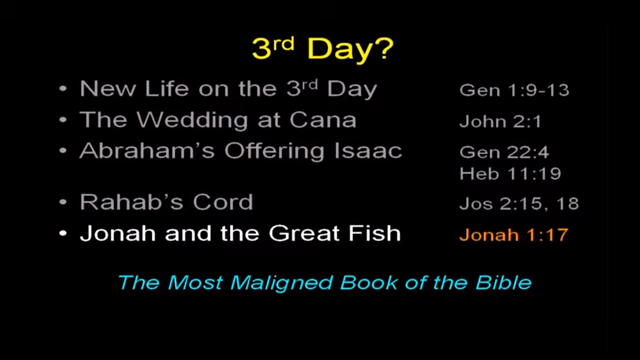 3rd Day?
• New Life on the 3rd Day Gen 1:9-13
• The Wedding at Cana John 2:1
• Abraham's Offering Isaac Gen 22:4
Heb 11:19
• Rahab's Cord Jos 2:15, 18
• Jonah and the Great Fish Jonah 1:17
The Most Maligned Book of the Bible